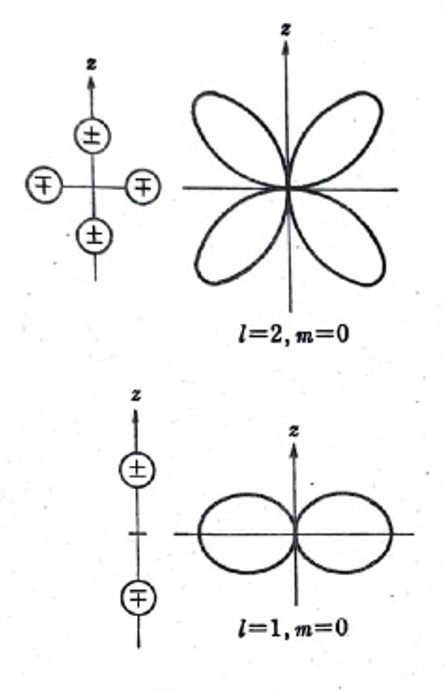 z
z
±
∓ ∓
±
l=2, m=0
z
z
±
∓
l=1, m=0